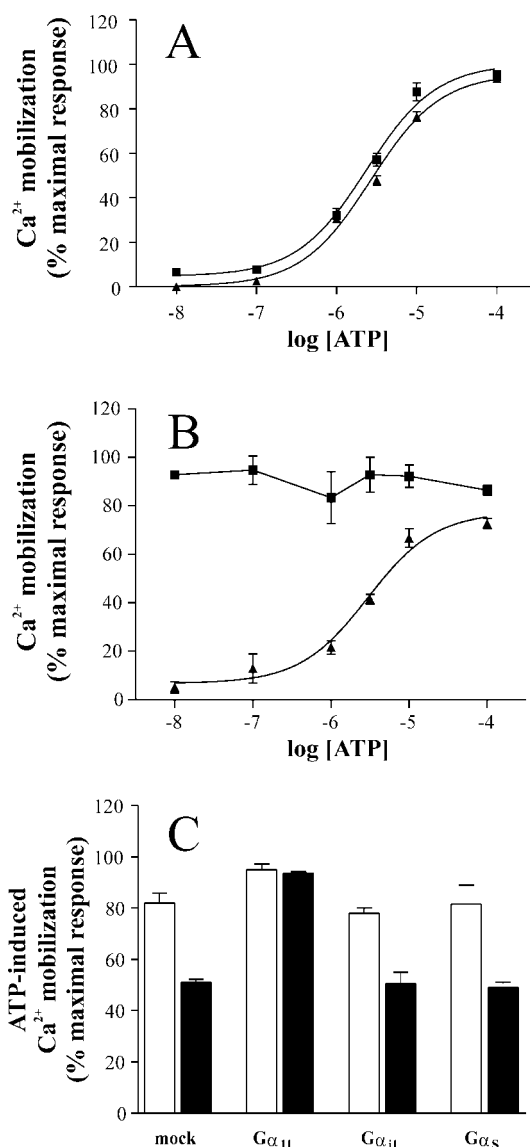 A
Ca²⁺ mobilization
(% maximal response)
120
100
80
60
40
20
0
-8
-7
-6
-5
-4
log [ATP]
B
Ca²⁺ mobilization
(% maximal response)
120
100
80
60
40
20
0
-8
-7
-6
-5
-4
log [ATP]
C
ATP-induced
Ca²⁺ mobilization
(% maximal response)
120
100
80
60
40
20
0
mock
Gα₁₁
Gαᵢ₁
Gαₛ